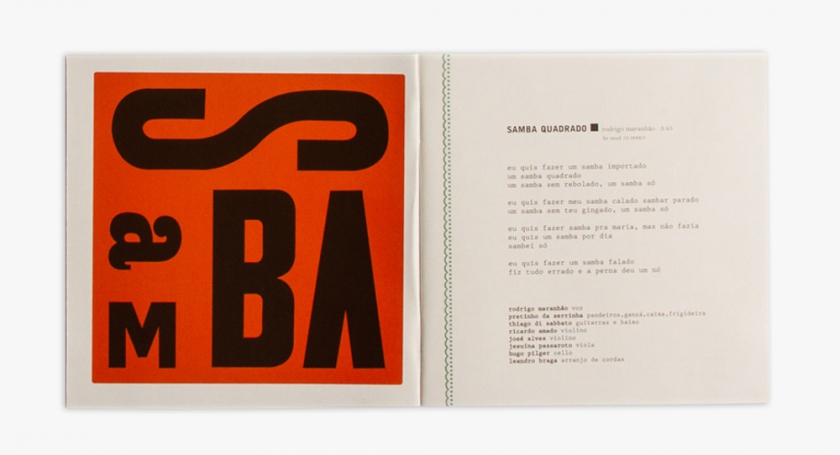 S
a
M
BA
SAMBA QUADRADO ■ rodrigo maranhão 3:43
eu quis fazer um samba importado
um samba quadrado
um samba sem rebolado, um samba só
eu quis fazer meu samba calado sambar parado
um samba sem teu gingado, um samba só
eu quis fazer samba pra maria, mas não fazia
eu quis um samba por dia
sambei só
eu quis fazer um samba falado
fiz tudo errado e a perna deu um nó
rodrigo maranhão voz
pretinho da serrinha pandeiros,ganzá,caixa,frigideira
thiago di sabbato guitarras e baixo
ricardo amado violino
josé alves violino
jesuina passaroto viola
hugo pilger cello
leandro braga arranjo de cordas